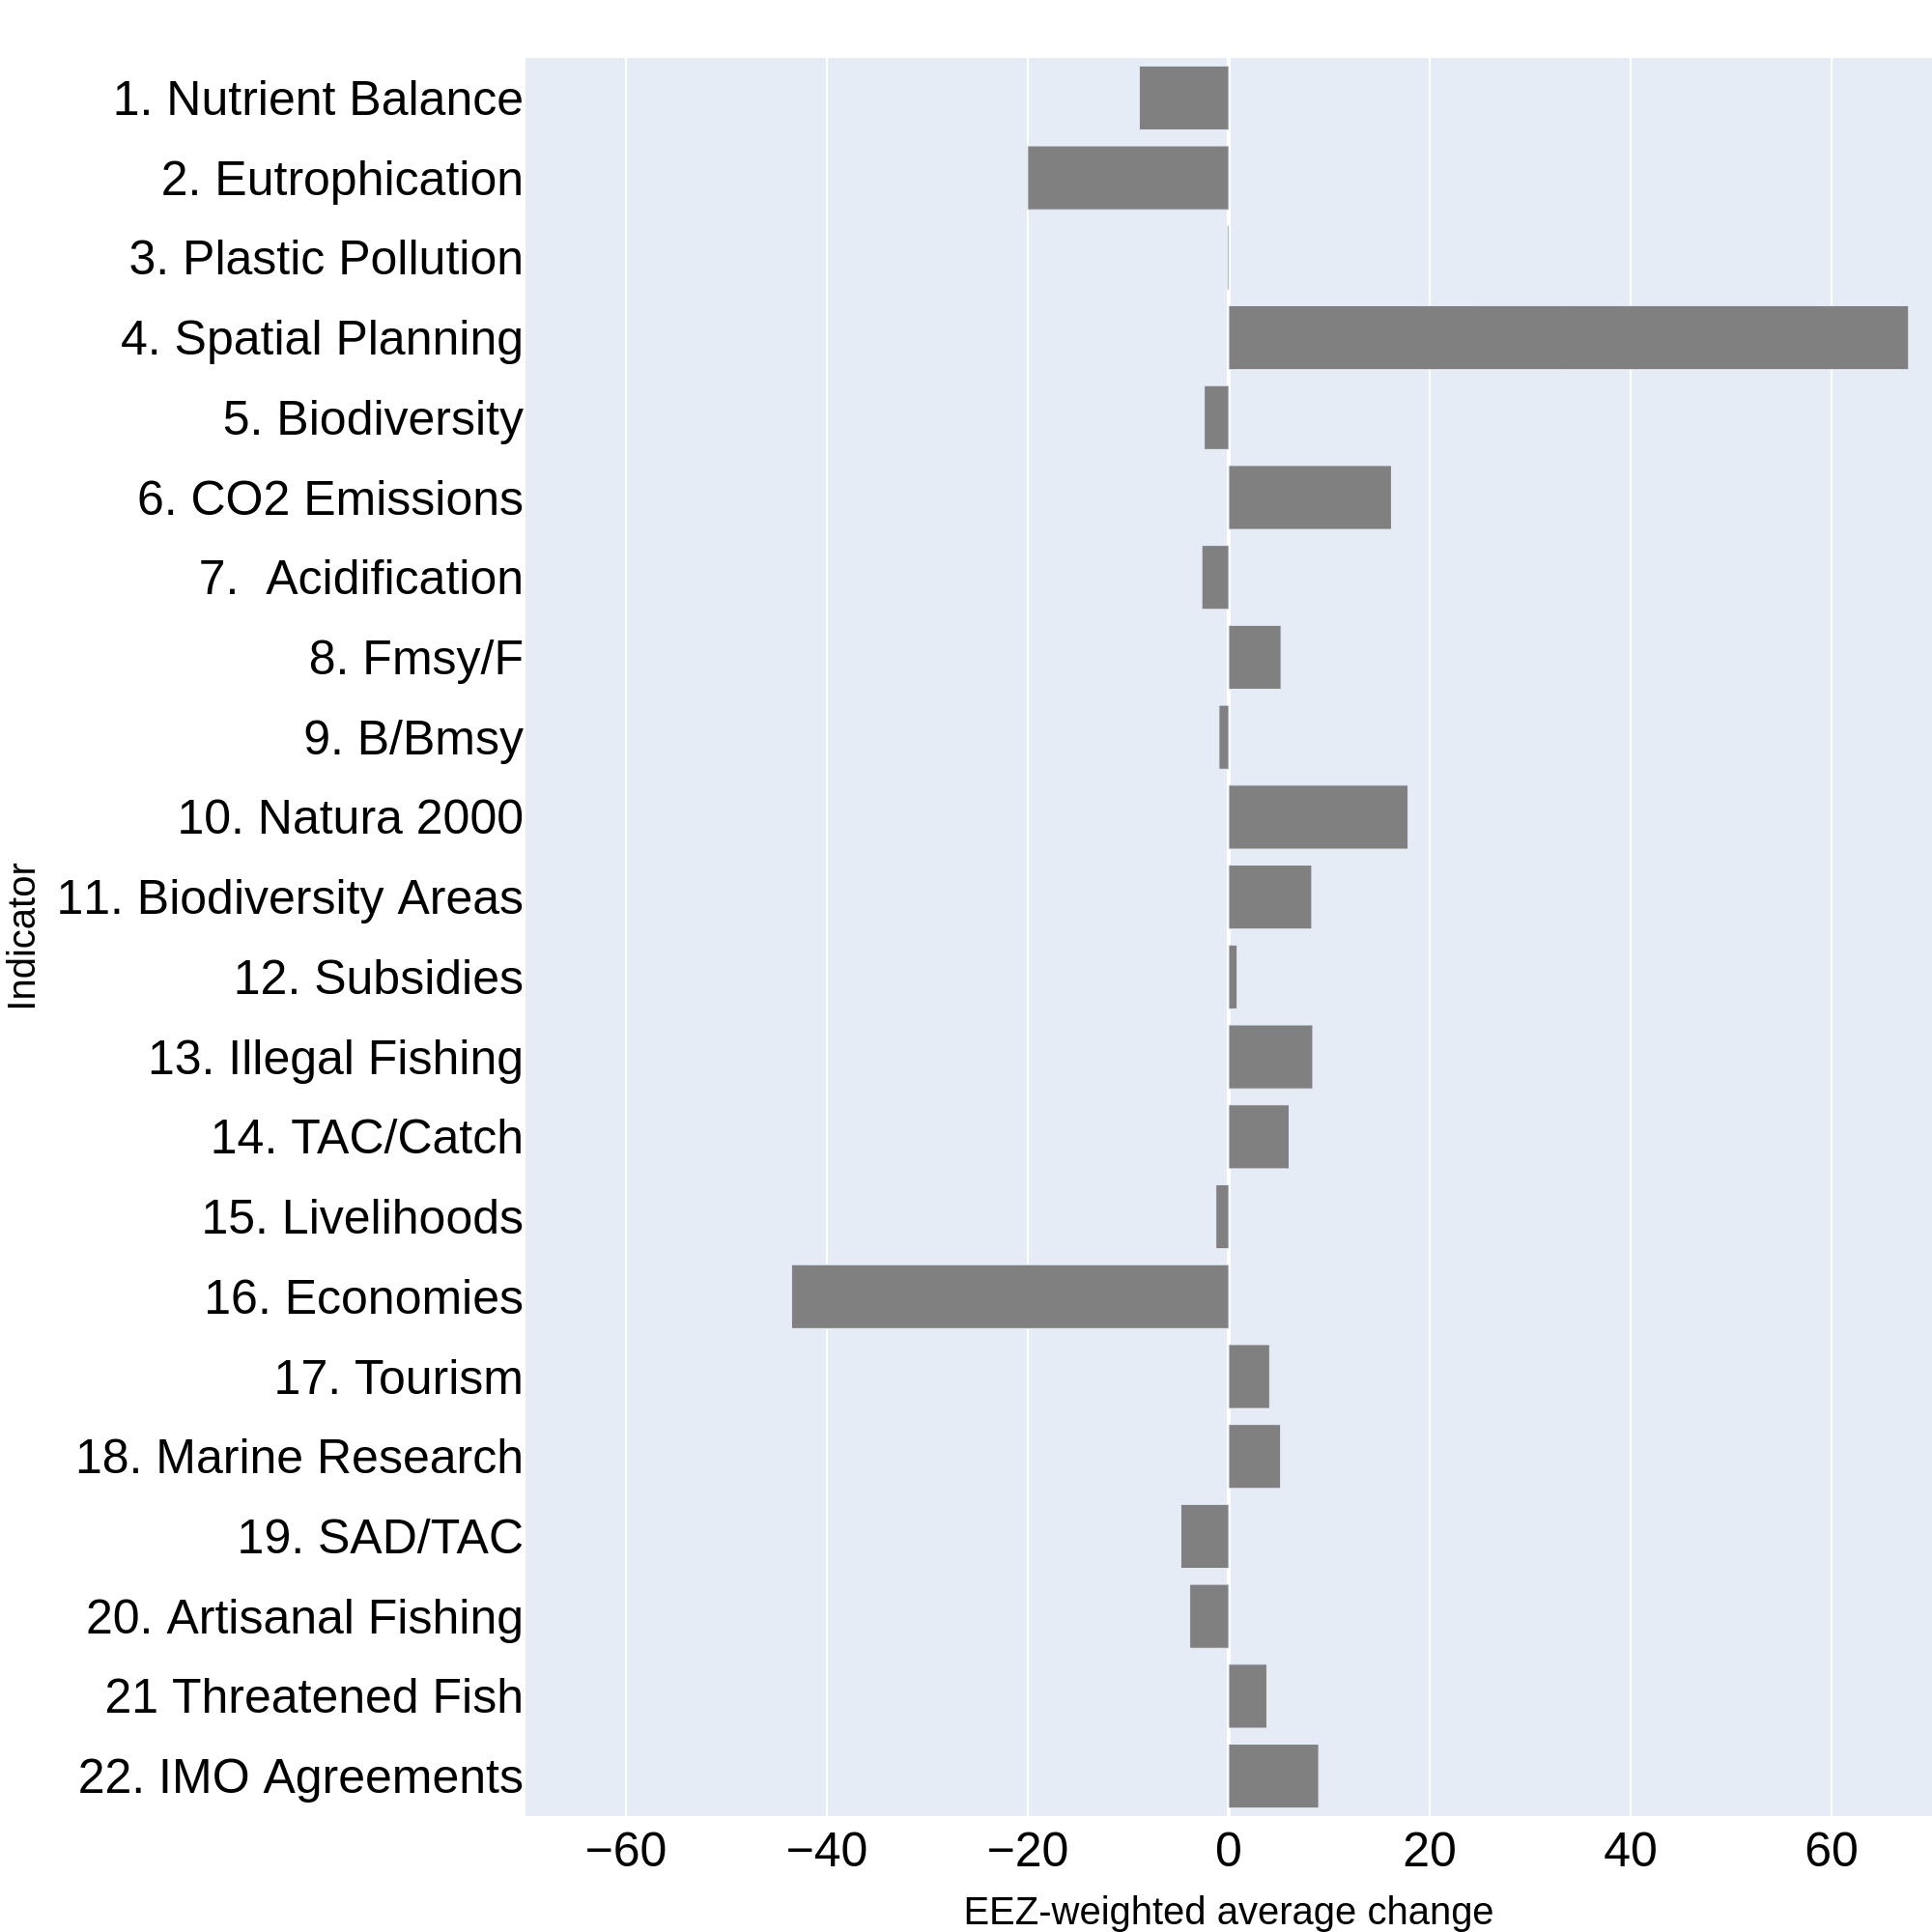 1. Nutrient Balance
2. Eutrophication
3. Plastic Pollution
4. Spatial Planning
5. Biodiversity
6. CO2 Emissions
7.  Acidification
8. Fmsy/F
9. B/Bmsy
10. Natura 2000
11. Biodiversity Areas
12. Subsidies
13. Illegal Fishing
14. TAC/Catch
15. Livelihoods
16. Economies
17. Tourism
18. Marine Research
19. SAD/TAC
20. Artisanal Fishing
21 Threatened Fish
22. IMO Agreements
Indicator
−60 −40 −20 0 20 40 60
EEZ-weighted average change